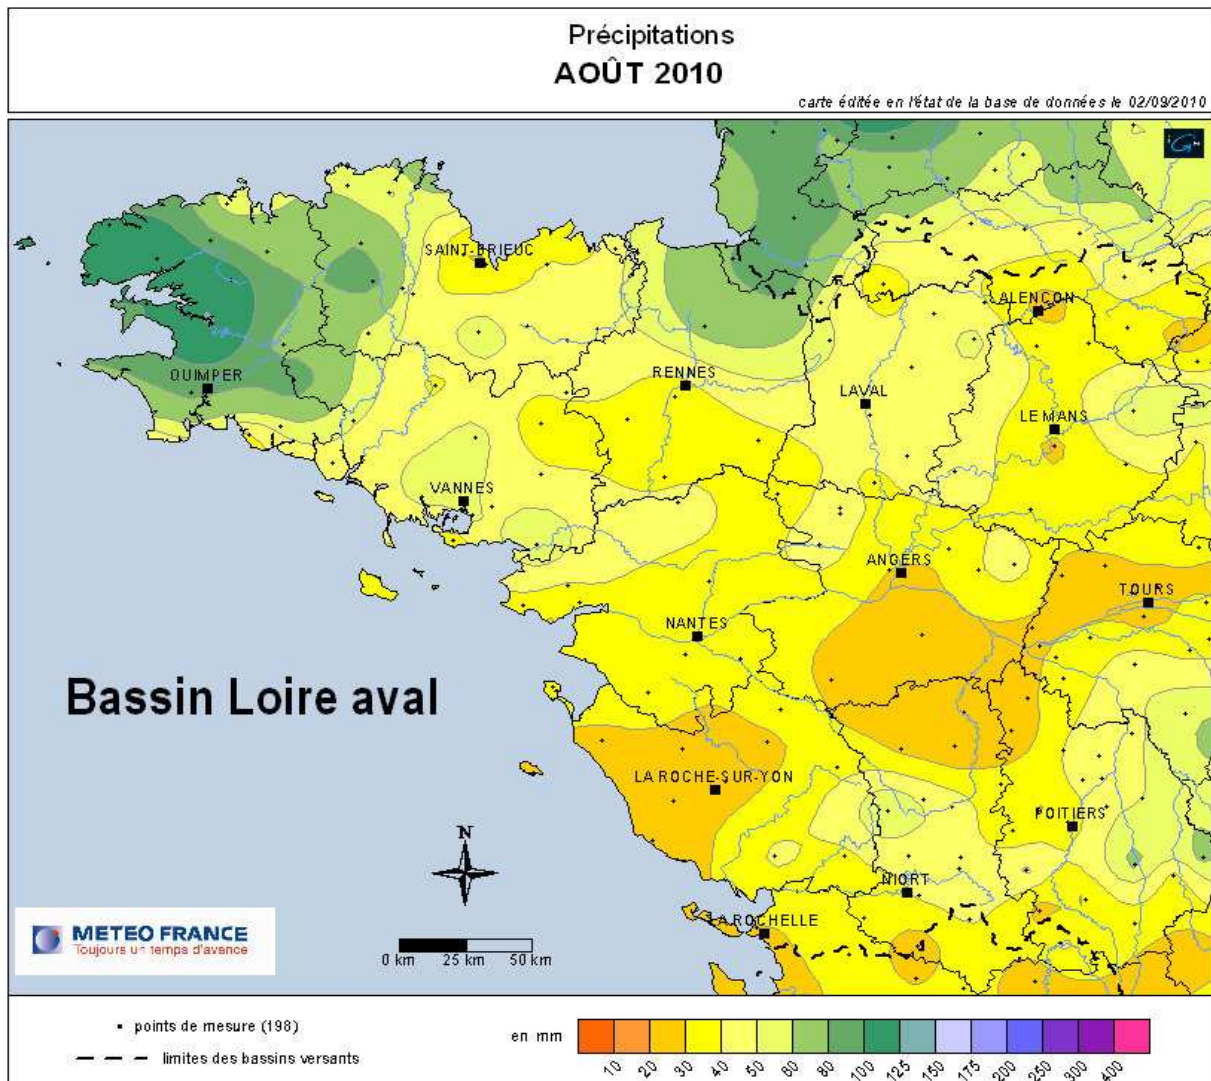 Précipitations
AOÛT 2010
carte éditée en l'état de la base de données le 02/09/2010
SAINT-BRIEUC
ALENÇON
QUIMPER
RENNES
LAVAL
LE MANS
VANNES
ANGERS
TOURS
NANTES
Bassin Loire aval
LA ROCHE-SUR-YON
POITIERS
N
NIORT
LA ROCHELLE
METEO FRANCE
Toujours un temps d'avance
0 km 25 km 50 km
points de mesure (198)
limites des bassins versants
en mm
10 20 30 40 50 60 80 100 125 150 175 200 250 300 400